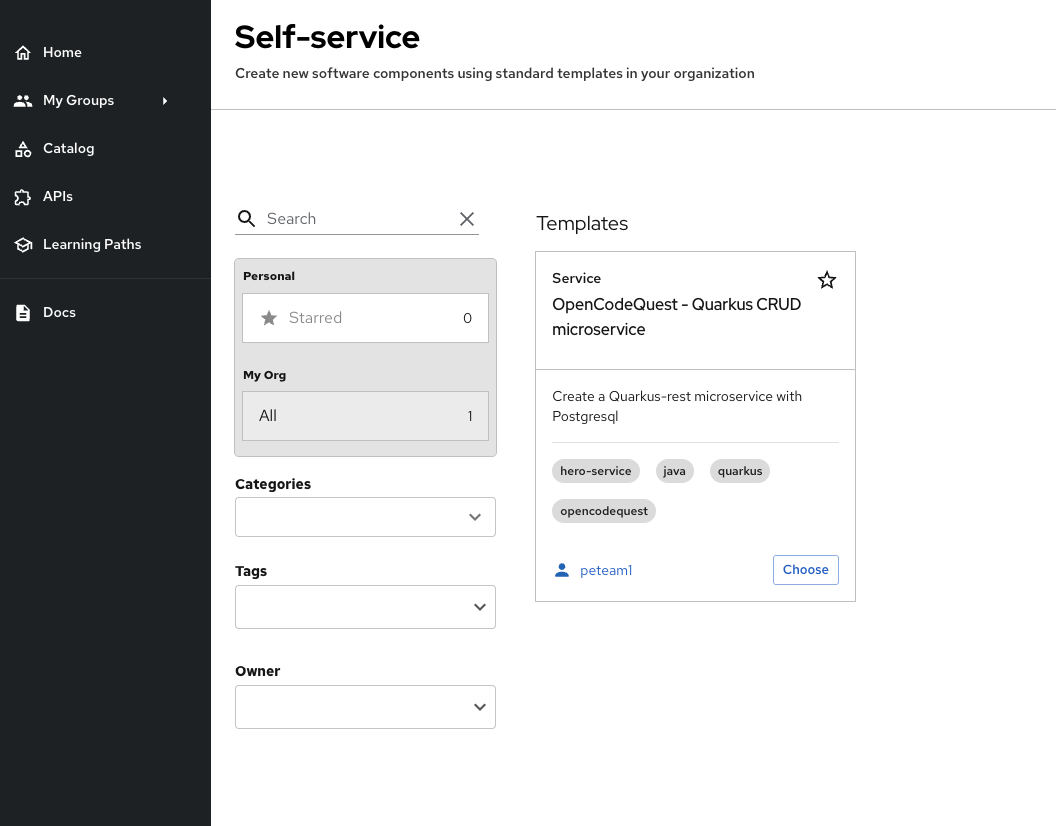 Home
My Groups
Catalog
APIs
Learning Paths
Docs
Self-service
Create new software components using standard templates in your organization
Search
Personal
Starred 0
My Org
All 1
Categories
Tags
Owner
Templates
Service
OpenCodeQuest - Quarkus CRUD
microservice
Create a Quarkus-rest microservice with
Postgresql
hero-service java quarkus
opencodequest
peteam1 Choose